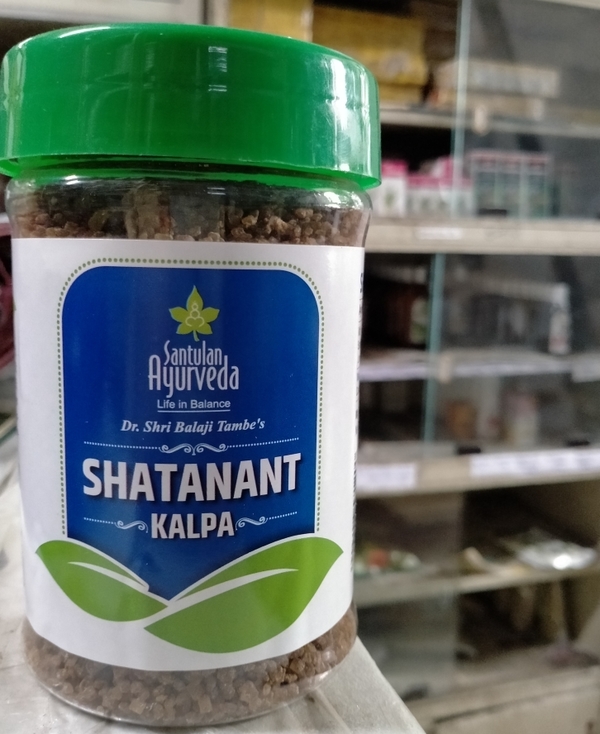 Santulan
Ayurveda
Life in Balance
Dr. Shri Balaji Tambe's
SHATANANT
KALPA